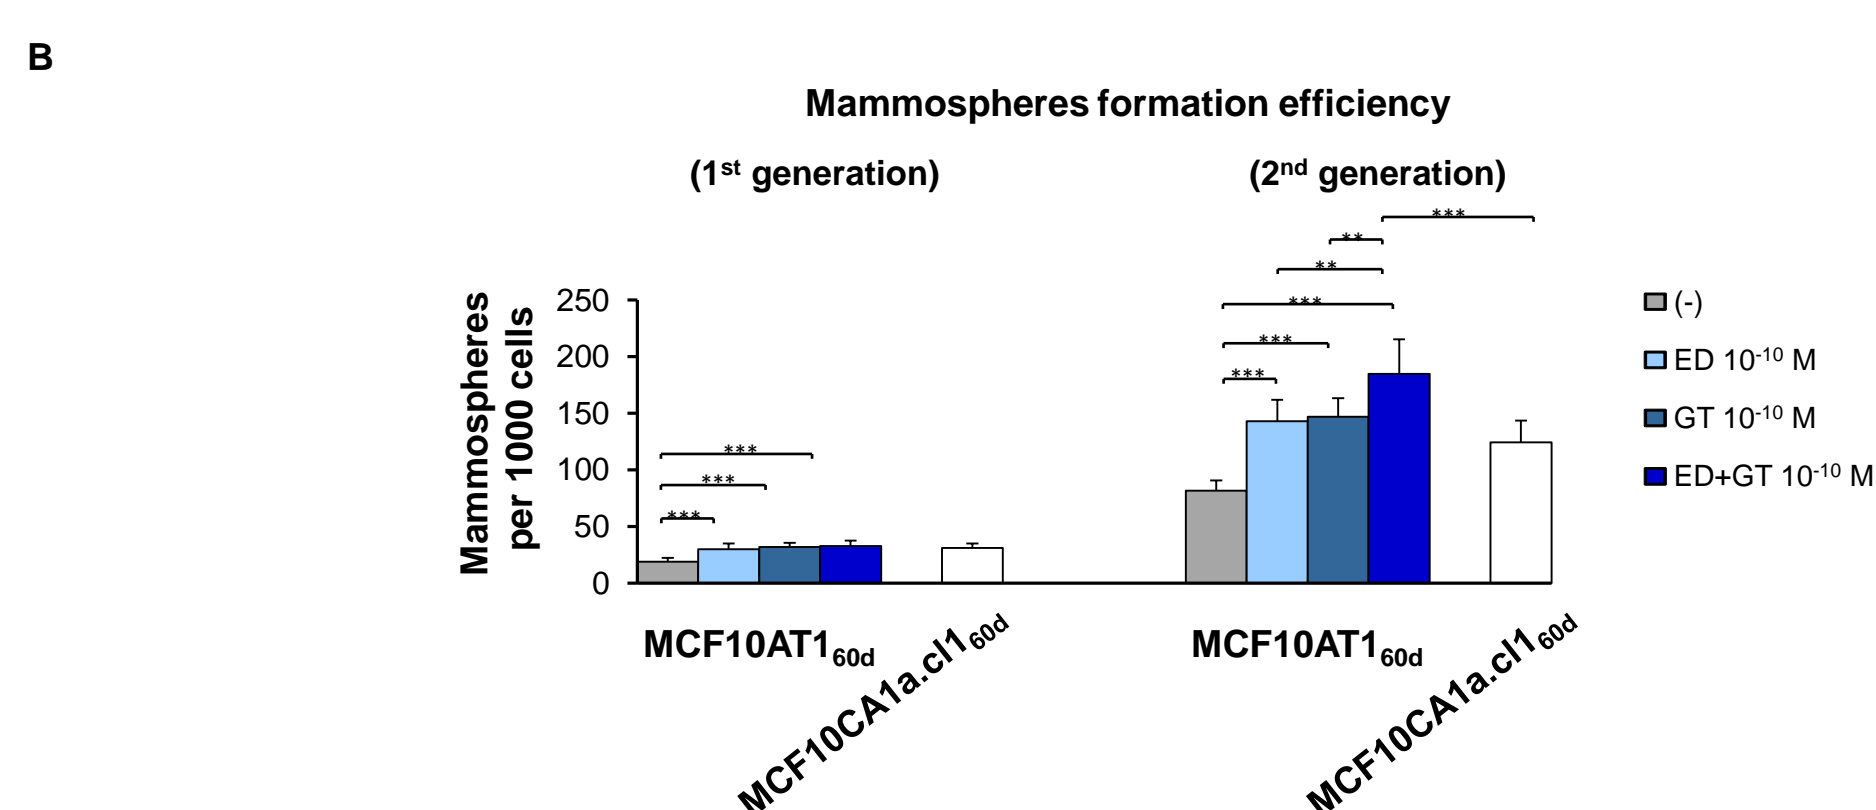 B
Mammospheres formation efficiency
(1st generation)
(2nd generation)
***
**
**
***
***
***
***
***
***
Mammospheres
per 1000 cells
250
200
150
100
50
0
MCF10AT160d
MCF10CA1a.cl160d
MCF10AT160d
MCF10CA1a.cl160d
(-)
ED 10-10 M
GT 10-10 M
ED+GT 10-10 M